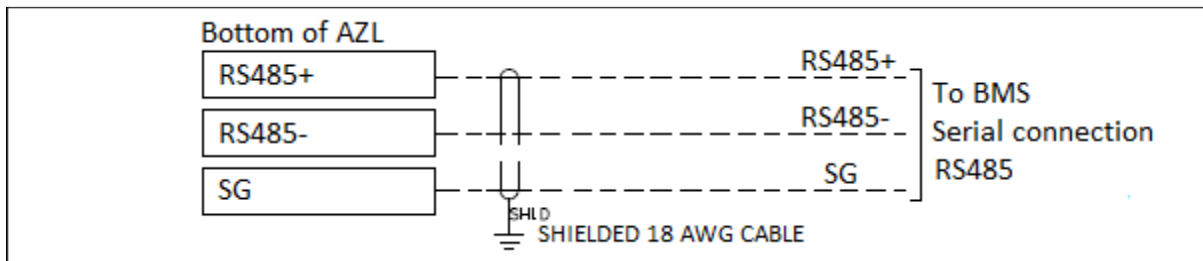 Bottom of AZL
RS485+
RS485+
To BMS
RS485-
RS485-
Serial connection
SG
SG
RS485
SHLD
SHIELDED 18 AWG CABLE